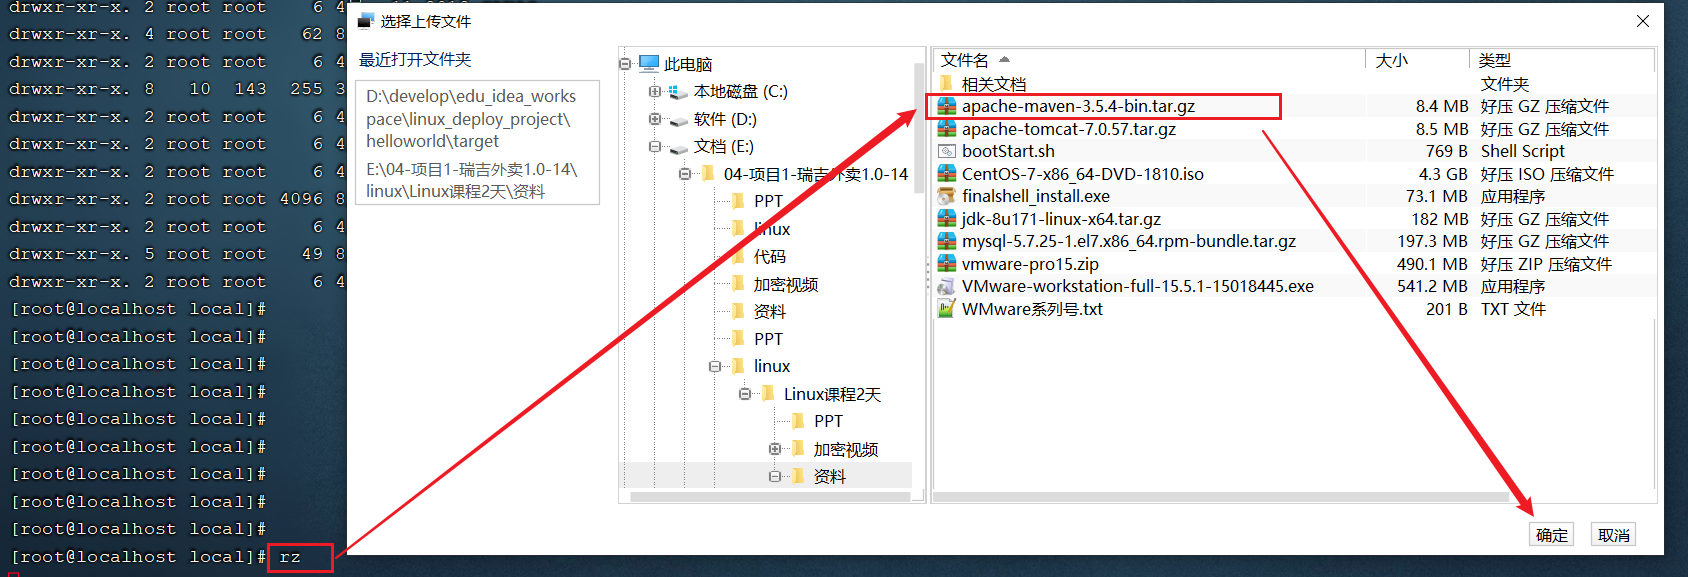 drwxr-xr-x. 2 root root 6 4
drwxr-xr-x. 4 root root 62 8
drwxr-xr-x. 2 root root 6 4
drwxr-xr-x. 8 10 143 255 3
drwxr-xr-x. 2 root root 6 4
drwxr-xr-x. 2 root root 6 4
drwxr-xr-x. 2 root root 6 4
drwxr-xr-x. 2 root root 4096 8
drwxr-xr-x. 2 root root 6 4
drwxr-xr-x. 5 root root 49 8
drwxr-xr-x. 2 root root 6 4
[root@localhost local]#
[root@localhost local]#
[root@localhost local]#
[root@localhost local]#
[root@localhost local]#
[root@localhost local]#
[root@localhost local]#
[root@localhost local]#
[root@localhost local]#
[root@localhost local]# rz
选择上传文件
最近打开文件夹
D:\develop\edu_idea_works
pace\linux_deploy_project\
helloworld\target
E:\04-项目1-瑞吉外卖1.0-14\
linux\Linux课程2天\资料
此电脑
本地磁盘 (C:)
软件 (D:)
文档 (E:)
04-项目1-瑞吉外卖1.0-14
PPT
linux
代码
加密视频
资料
PPT
linux
Linux课程2天
PPT
加密视频
资料
文件名 大小 类型
相关文档 文件夹
apache-maven-3.5.4-bin.tar.gz 8.4 MB 好压 GZ 压缩文件
apache-tomcat-7.0.57.tar.gz 8.5 MB 好压 GZ 压缩文件
bootStart.sh 769 B Shell Script
CentOS-7-x86_64-DVD-1810.iso 4.3 GB 好压 ISO 压缩文件
finalshell_install.exe 73.1 MB 应用程序
jdk-8u171-linux-x64.tar.gz 182 MB 好压 GZ 压缩文件
mysql-5.7.25-1.el7.x86_64.rpm-bundle.tar.gz 197.3 MB 好压 GZ 压缩文件
vmware-pro15.zip 490.1 MB 好压 ZIP 压缩文件
VMware-workstation-full-15.5.1-15018445.exe 541.2 MB 应用程序
WMware系列号.txt 201 B TXT 文件
确定 取消